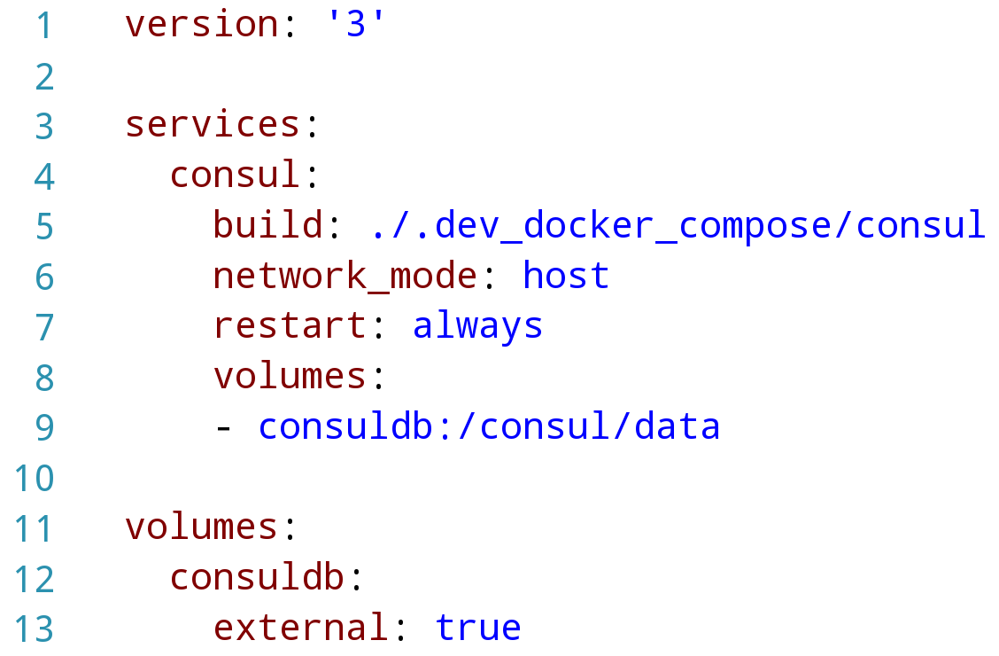 1 version: '3'
2
3 services:
4   consul:
5     build: ./.dev_docker_compose/consul
6     network_mode: host
7     restart: always
8     volumes:
9     - consuldb:/consul/data
10
11 volumes:
12   consuldb:
13     external: true